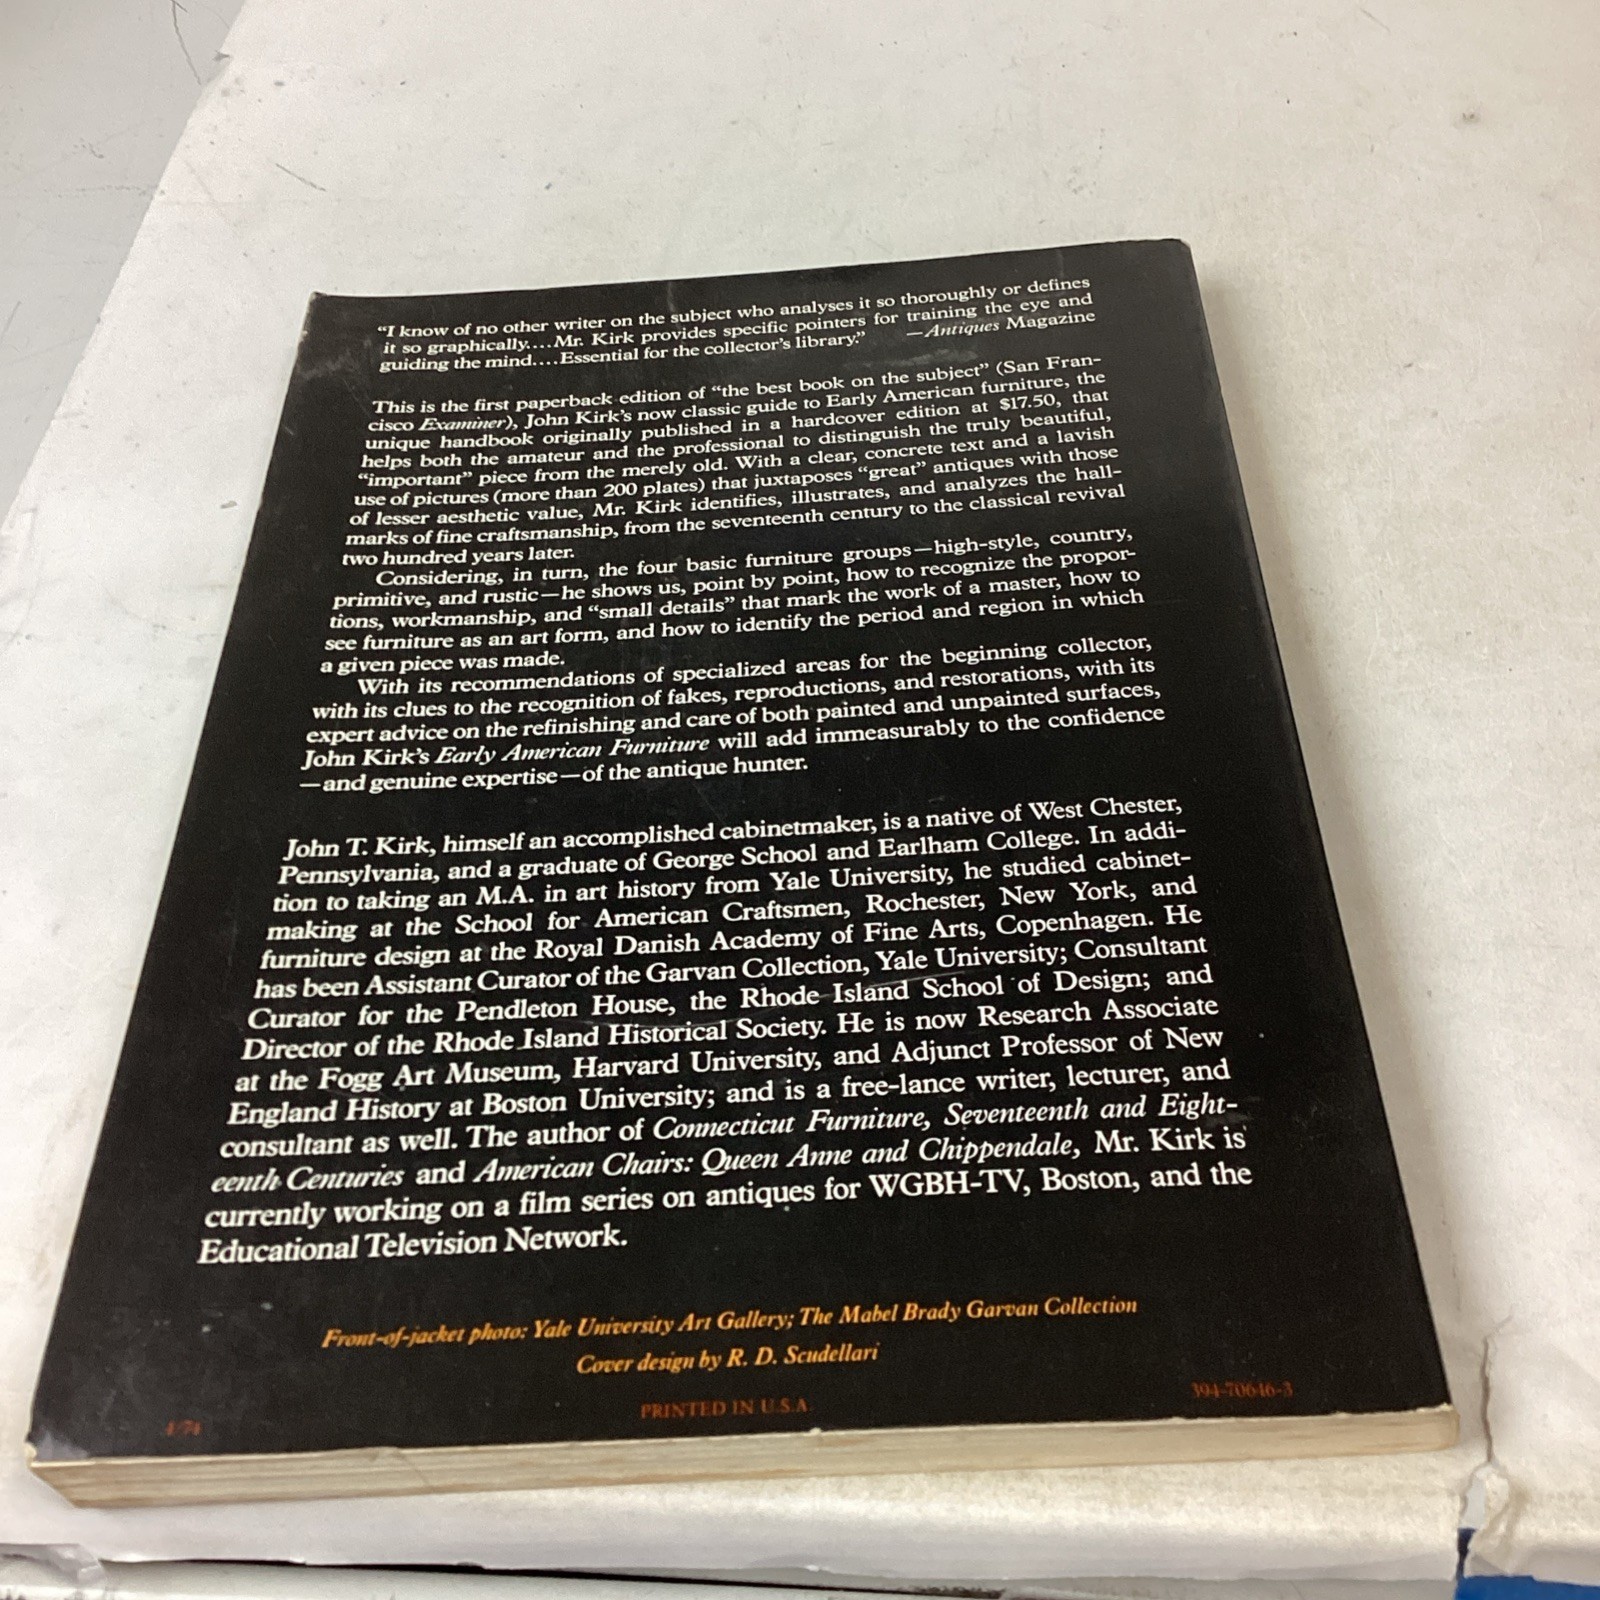 “I know of no other writer on the subject who analyses it so thoroughly or defines
it so graphically....Mr. Kirk provides specific pointers for training the eye and
guiding the mind....Essential for the collector’s library.” —Antiques Magazine
This is the first paperback edition of “the best book on the subject” (San Fran-
cisco Examiner), John Kirk’s now classic guide to Early American furniture, the
unique handbook originally published in a hardcover edition at $17.50, that
helps both the amateur and the professional to distinguish the truly beautiful,
“important” piece from the merely old. With a clear, concrete text and a lavish
use of pictures (more than 200 plates) that juxtaposes “great” antiques with those
of lesser aesthetic value, Mr. Kirk identifies, illustrates, and analyzes the hall-
marks of fine craftsmanship, from the seventeenth century to the classical revival
two hundred years later.
Considering, in turn, the four basic furniture groups—high-style, country,
primitive, and rustic—he shows us, point by point, how to recognize the propor-
tions, workmanship, and “small details” that mark the work of a master, how to
see furniture as an art form, and how to identify the period and region in which
a given piece was made.
With its recommendations of specialized areas for the beginning collector,
with its clues to the recognition of fakes, reproductions, and restorations, with its
expert advice on the refinishing and care of both painted and unpainted surfaces,
John Kirk’s Early American Furniture will add immeasurably to the confidence
—and genuine expertise—of the antique hunter.
John T. Kirk, himself an accomplished cabinetmaker, is a native of West Chester,
Pennsylvania, and a graduate of George School and Earlham College. In addi-
tion to taking an M.A. in art history from Yale University, he studied cabinet-
making at the School for American Craftsmen, Rochester, New York, and
furniture design at the Royal Danish Academy of Fine Arts, Copenhagen. He
has been Assistant Curator of the Garvan Collection, Yale University; Consultant
Curator for the Pendleton House, the Rhode Island School of Design; and
Director of the Rhode Island Historical Society. He is now Research Associate
at the Fogg Art Museum, Harvard University, and Adjunct Professor of New
England History at Boston University; and is a free-lance writer, lecturer, and
consultant as well. The author of Connecticut Furniture, Seventeenth and Eight-
eenth Centuries and American Chairs: Queen Anne and Chippendale, Mr. Kirk is
currently working on a film series on antiques for WGBH-TV, Boston, and the
Educational Television Network.
Front-of-jacket photo: Yale University Art Gallery; The Mabel Brady Garvan Collection
Cover design by R. D. Scudellari
394-70646-3
PRINTED IN U.S.A.
4/74